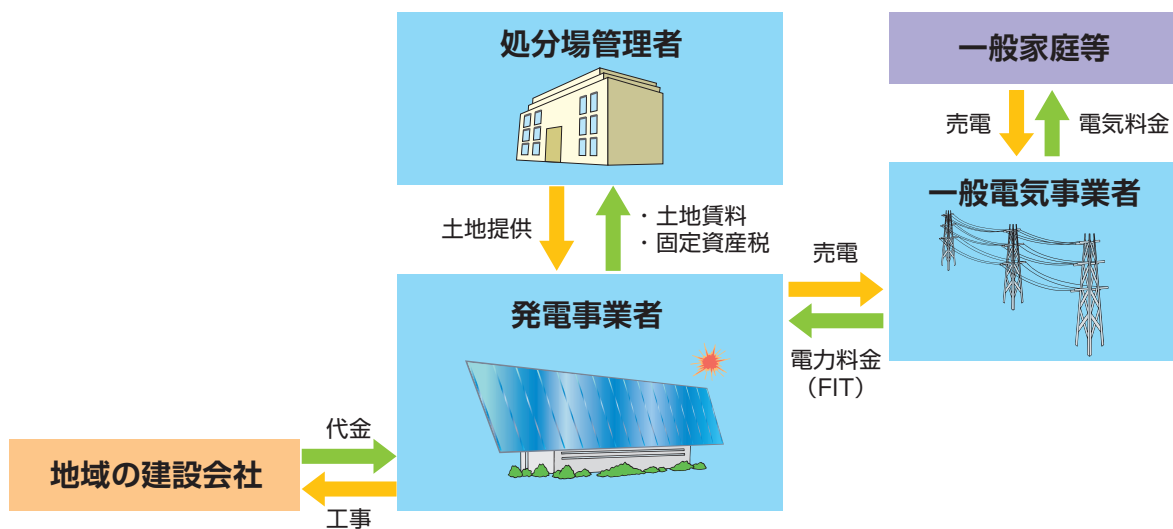 処分場管理者
一般家庭等
売電
電気料金
一般電気事業者
土地提供
・土地賃料
・固定資産税
売電
発電事業者
電力料金
（FIT）
代金
地域の建設会社
工事